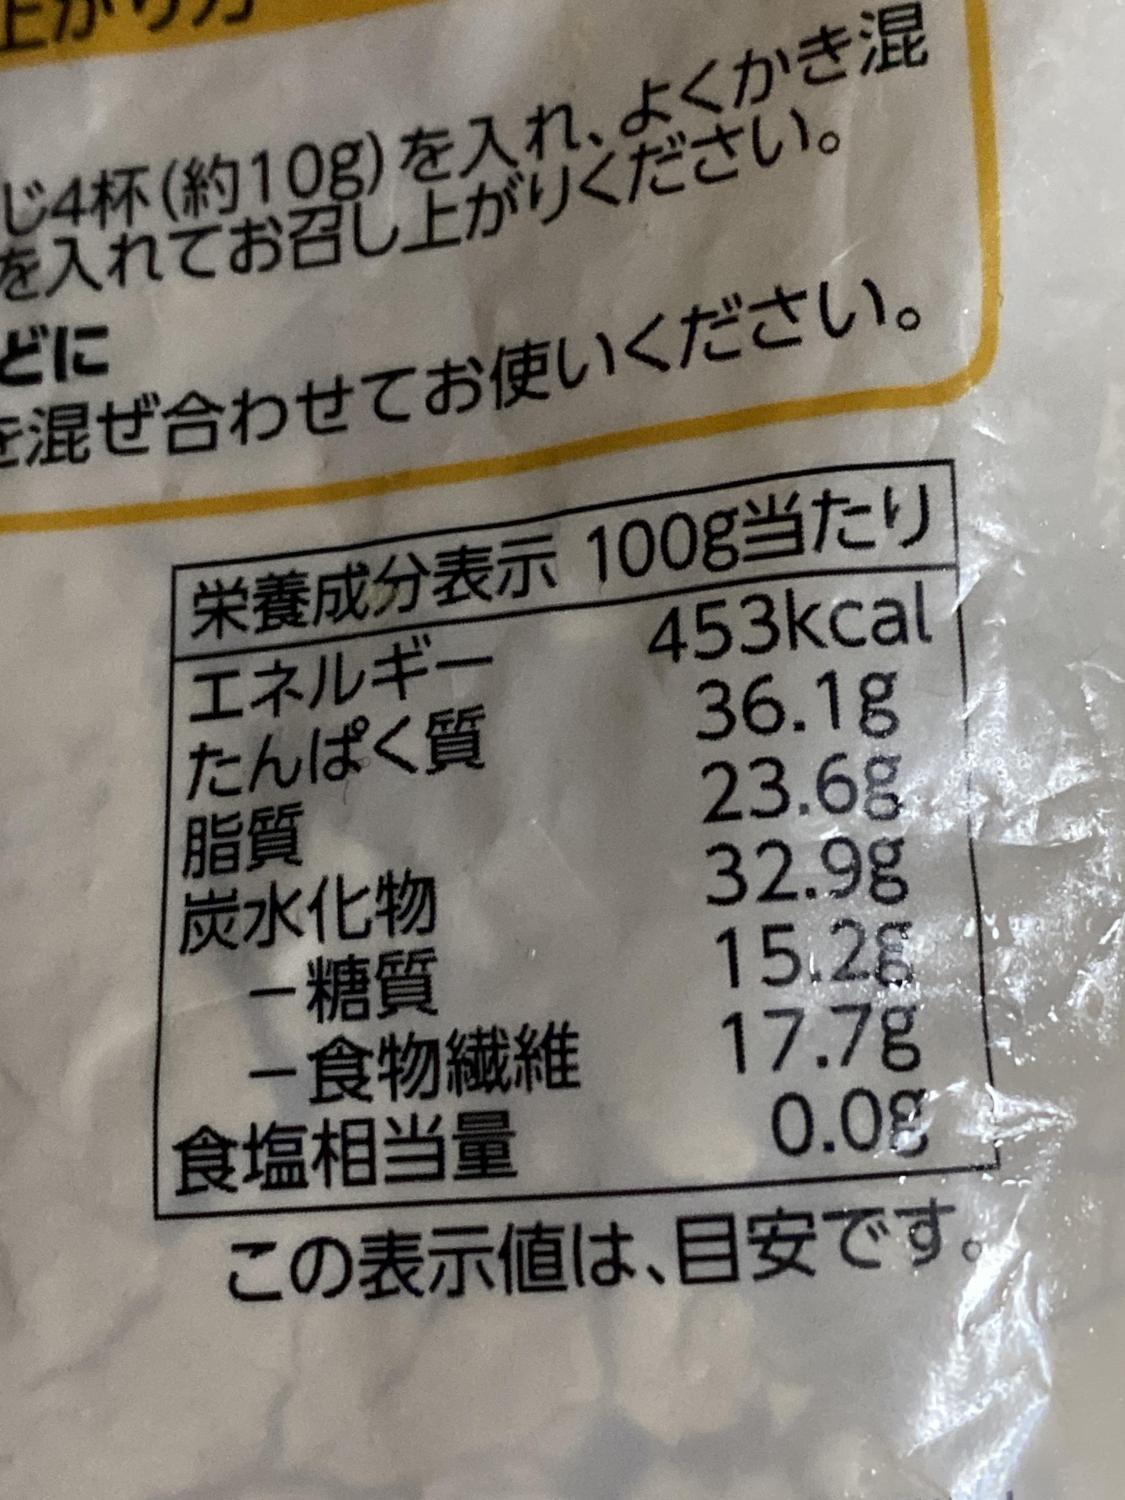 上がり方
じ4杯(約10g)を入れ、よくかき混
を入れてお召し上がりください。
どに
を混ぜ合わせてお使いください。
栄養成分表示 100g当たり
エネルギー 453kcal
たんぱく質 36.1g
脂質 23.6g
炭水化物 32.9g
－糖質 15.2g
－食物繊維 17.7g
食塩相当量 0.0g
この表示値は、目安です。